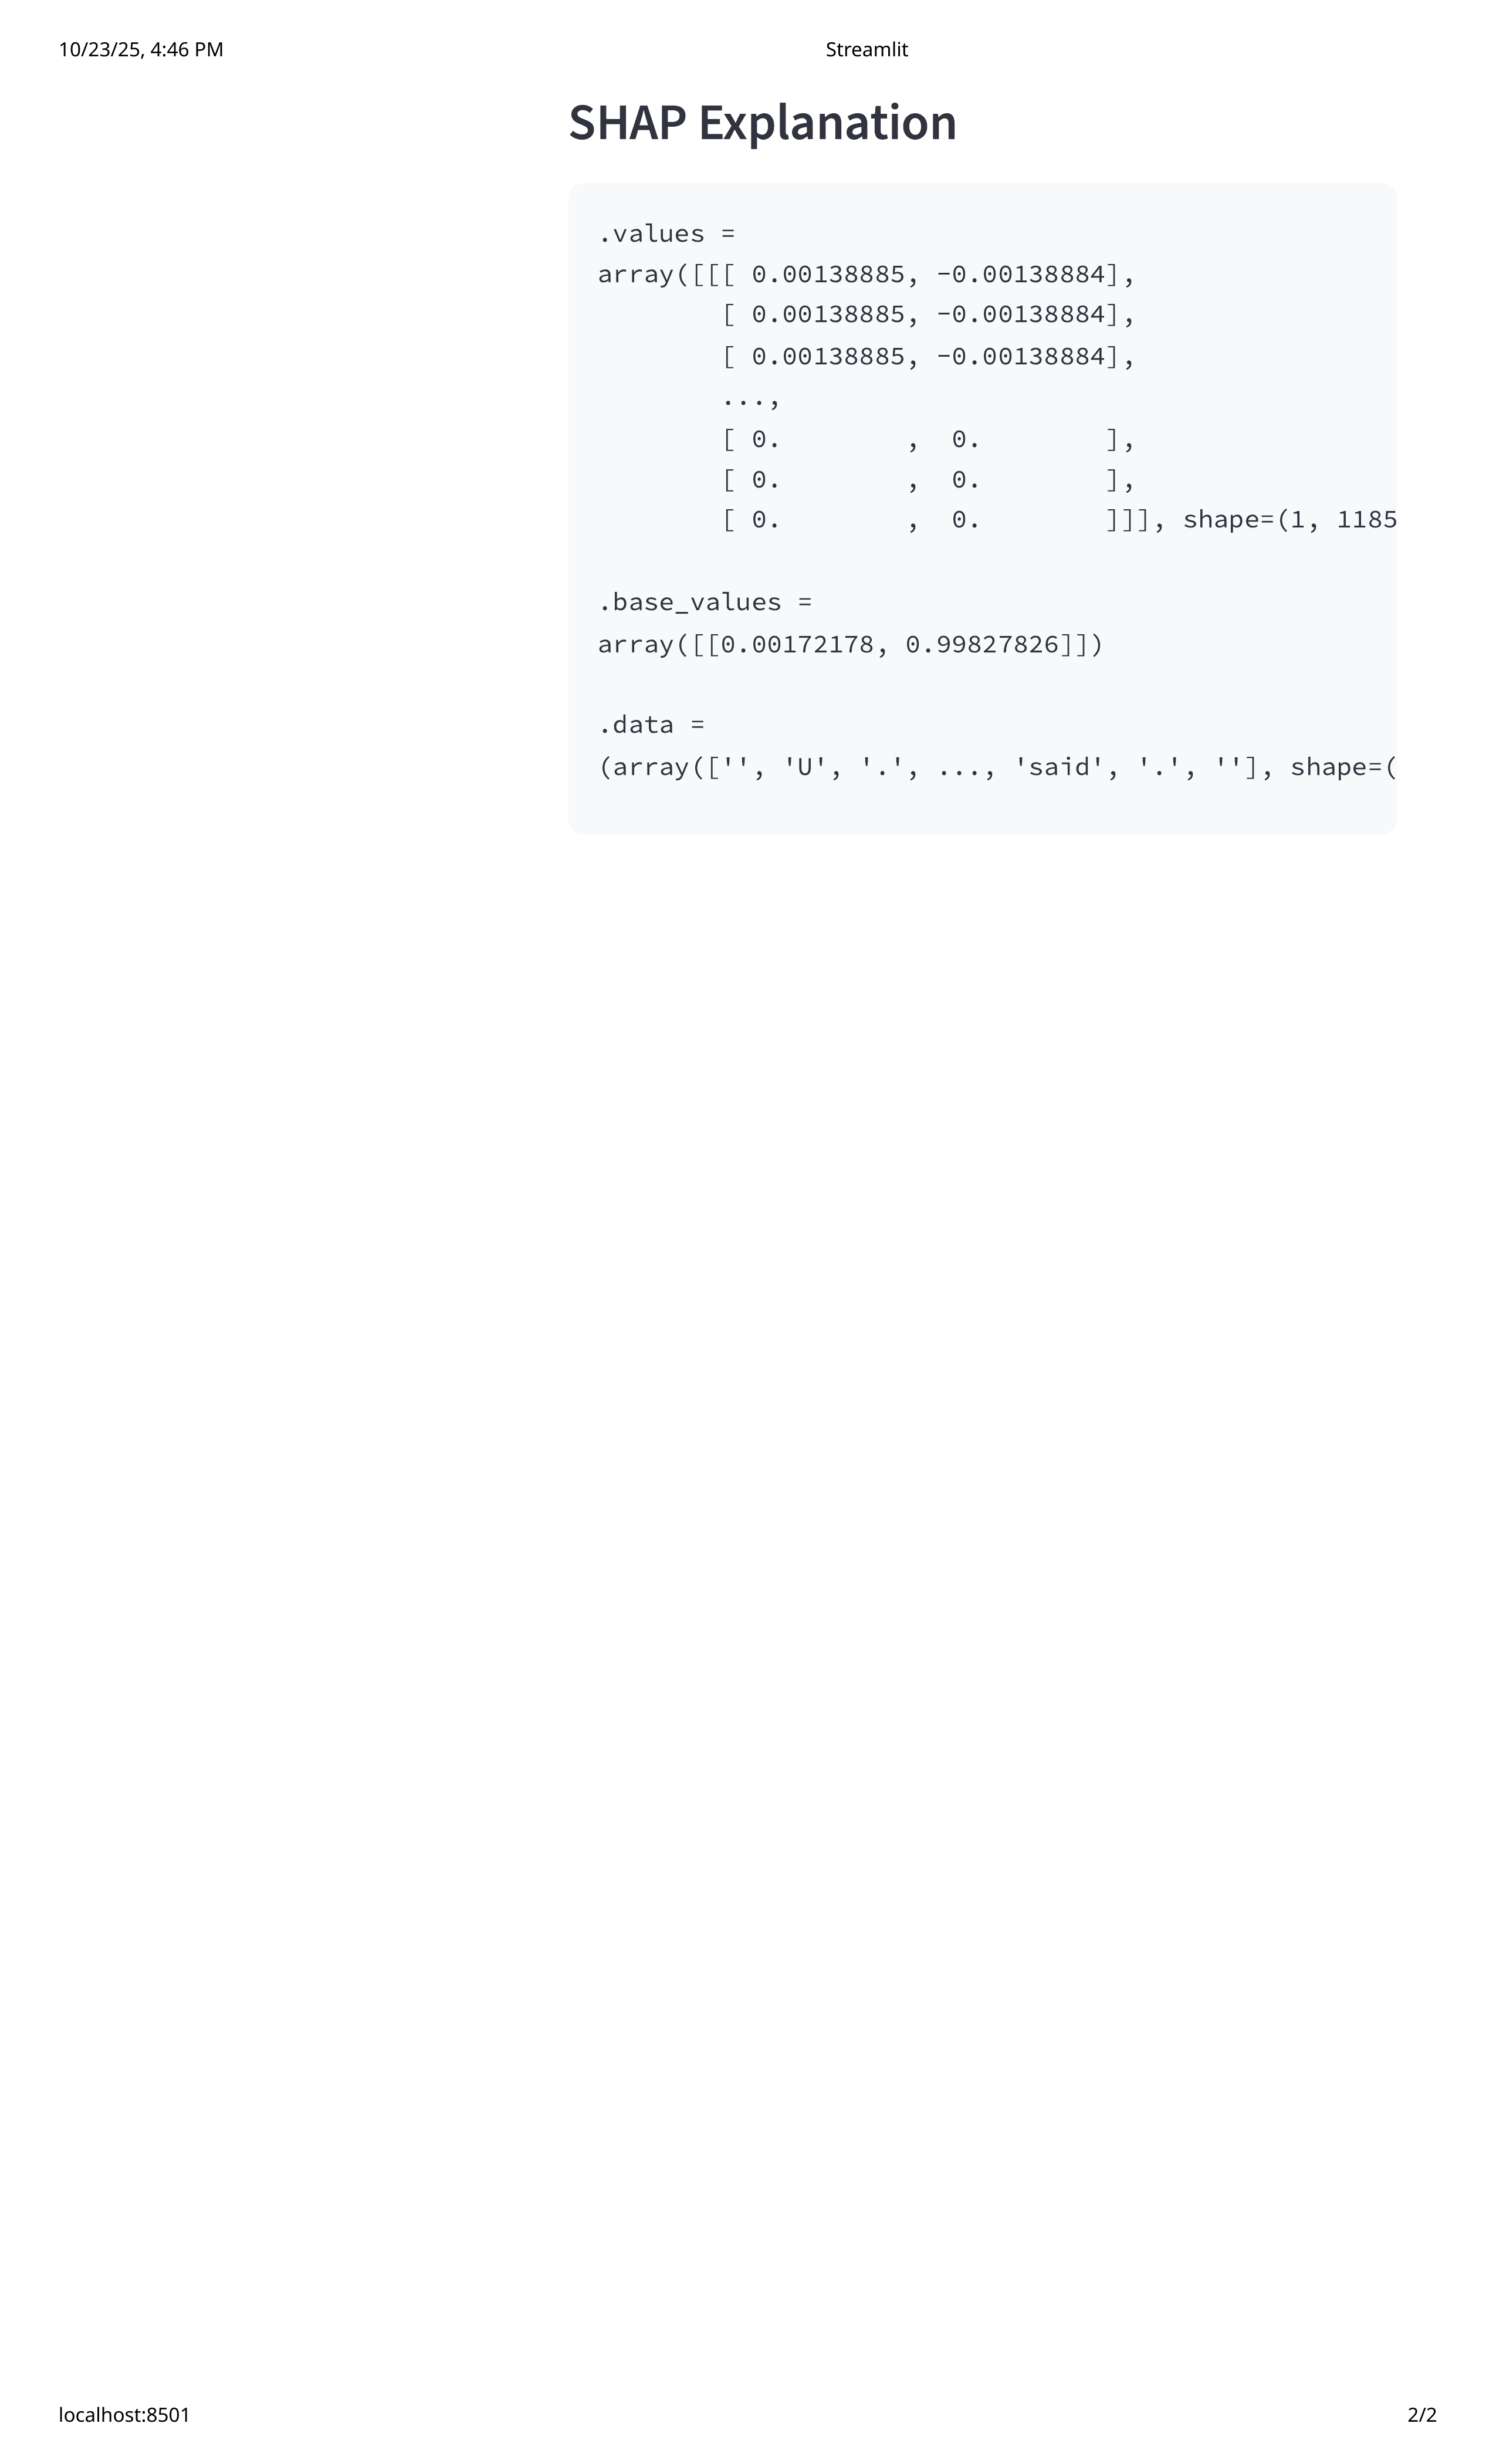 10/23/25, 4:46 PM
Streamlit
SHAP Explanation
.values =
array([[[ 0.00138885, -0.00138884],
        [ 0.00138885, -0.00138884],
        [ 0.00138885, -0.00138884],
        ...,
        [ 0.        ,  0.        ],
        [ 0.        ,  0.        ],
        [ 0.        ,  0.        ]]], shape=(1, 1185
.base_values =
array([[0.00172178, 0.99827826]])
.data =
(array(['', 'U', '.', ..., 'said', '.', ''], shape=(
localhost:8501
2/2